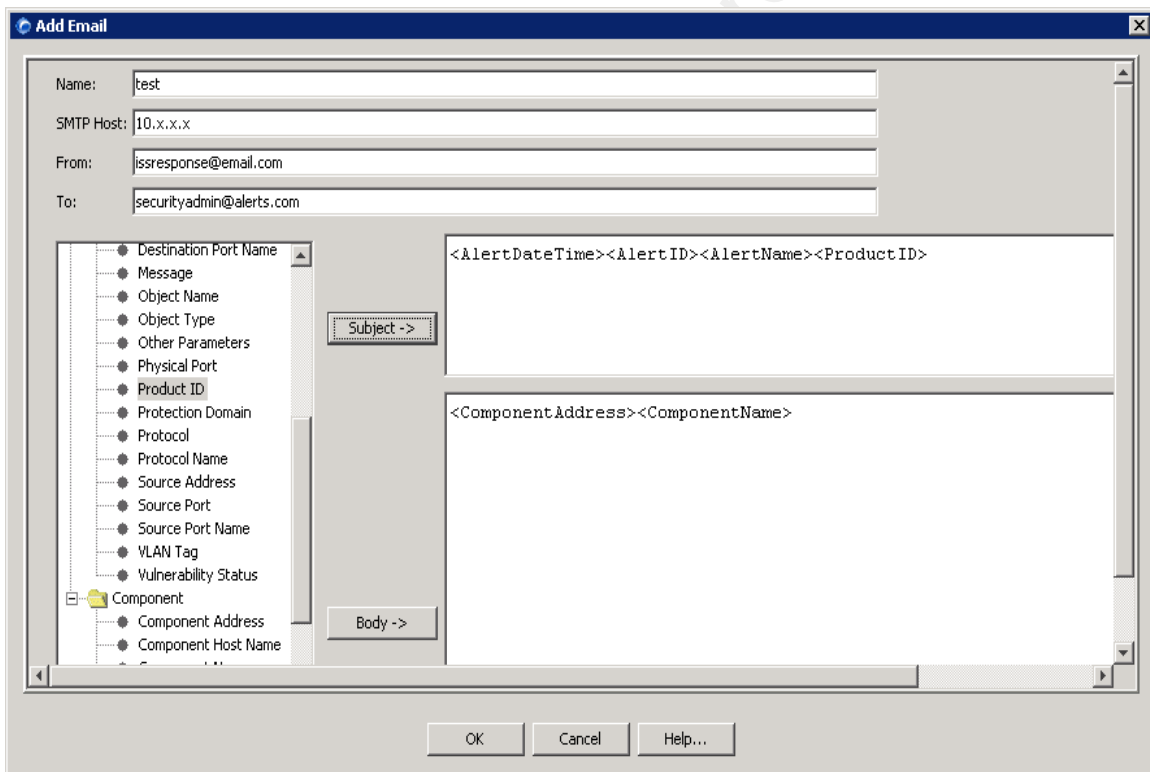 Add Email
Name: test
SMTP Host: 10.x.x.x
From: issresponse@email.com
To: securityadmin@alerts.com
Destination Port Name
Message
Object Name
Object Type
Other Parameters
Physical Port
Product ID
Protection Domain
Protocol
Protocol Name
Source Address
Source Port
Source Port Name
VLAN Tag
Vulnerability Status
Component
Component Address
Component Host Name
Subject ->
<AlertDateTime><AlertID><AlertName><ProductID>
Body ->
<ComponentAddress><ComponentName>
OK
Cancel
Help...